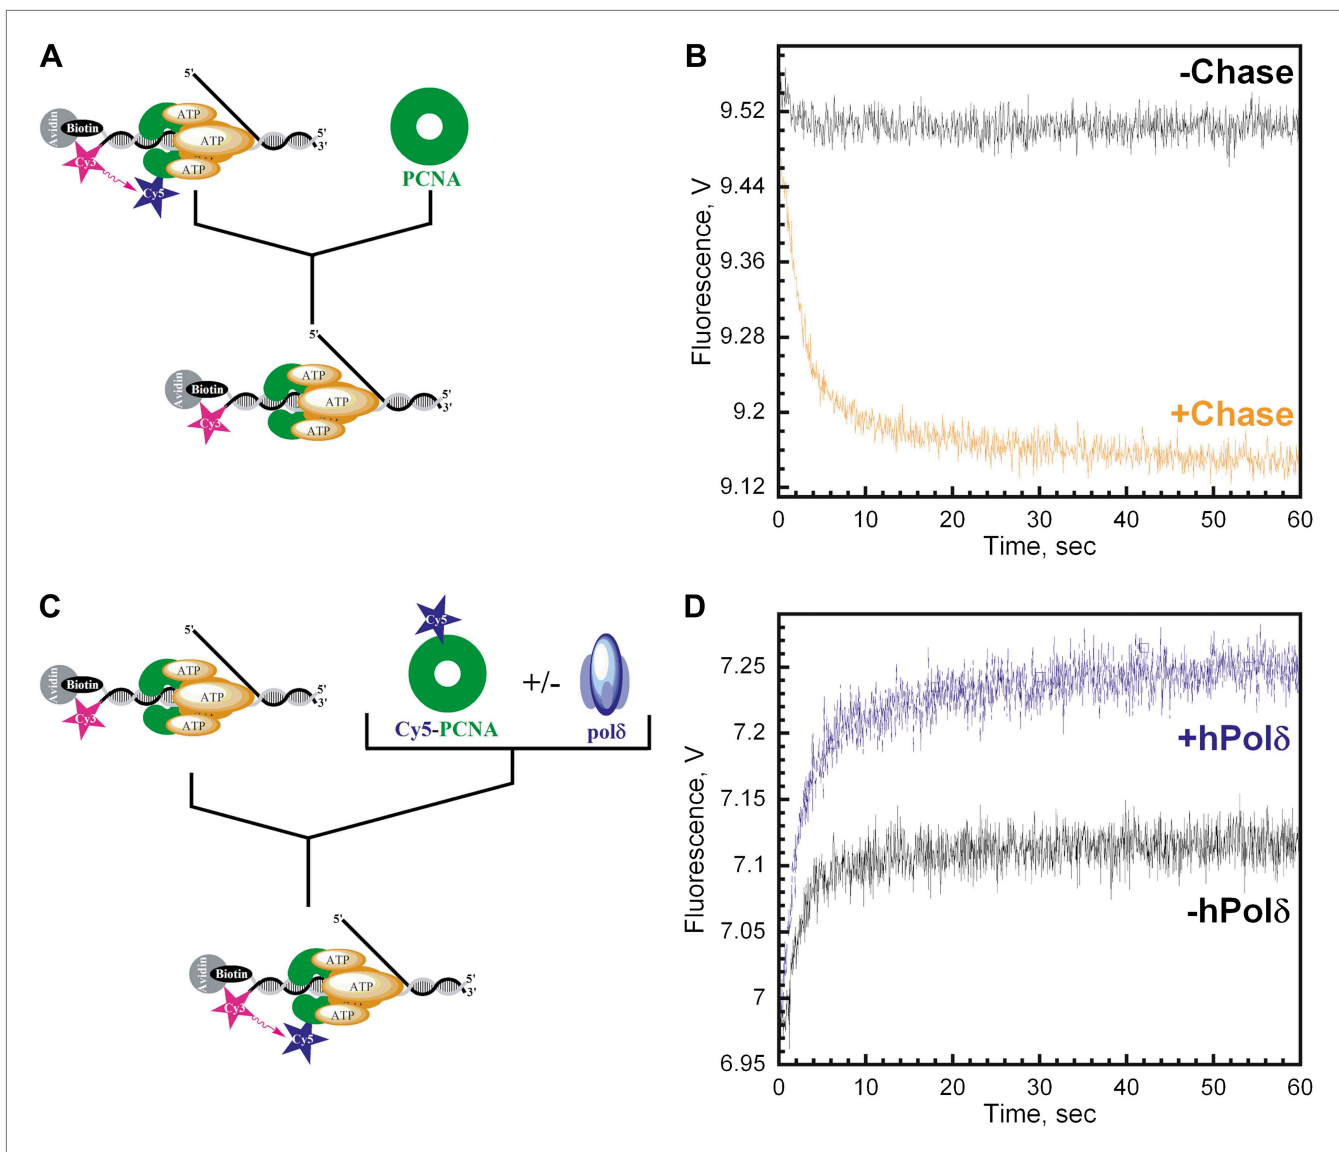 A
5'
Avidin
Biotin
ATP
ATP
ATP
5'
3'
Cy3
Cy5
PCNA
5'
Avidin
Biotin
ATP
ATP
ATP
5'
3'
Cy3
B
-Chase
+Chase
9.52
9.44
9.36
9.28
9.2
9.12
Fluorescence, V
0 10 20 30 40 50 60
Time, sec
C
5'
Avidin
Biotin
ATP
ATP
ATP
5'
3'
Cy3
Cy5
Cy5-PCNA
+/-
polδ
5'
Avidin
Biotin
ATP
ATP
ATP
5'
3'
Cy3
Cy5
D
+hPolδ
-hPolδ
7.25
7.2
7.15
7.1
7.05
7
6.95
Fluorescence, V
0 10 20 30 40 50 60
Time, sec